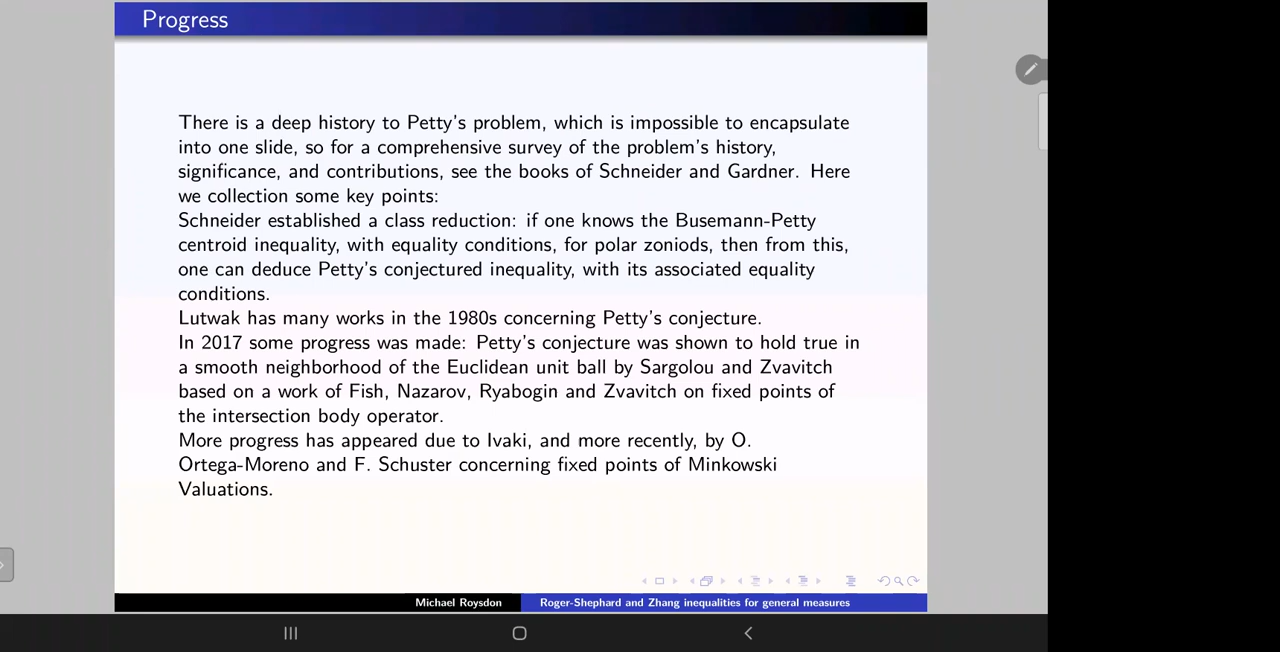 Progress
There is a deep history to Petty's problem, which is impossible to encapsulate
into one slide, so for a comprehensive survey of the problem's history,
significance, and contributions, see the books of Schneider and Gardner. Here
we collection some key points:
Schneider established a class reduction: if one knows the Busemann-Petty
centroid inequality, with equality conditions, for polar zoniods, then from this,
one can deduce Petty's conjectured inequality, with its associated equality
conditions.
Lutwak has many works in the 1980s concerning Petty's conjecture.
In 2017 some progress was made: Petty's conjecture was shown to hold true in
a smooth neighborhood of the Euclidean unit ball by Sargolou and Zvavitch
based on a work of Fish, Nazarov, Ryabogin and Zvavitch on fixed points of
the intersection body operator.
More progress has appeared due to Ivaki, and more recently, by O.
Ortega-Moreno and F. Schuster concerning fixed points of Minkowski
Valuations.
Michael Roysdon Roger-Shephard and Zhang inequalities for general measures